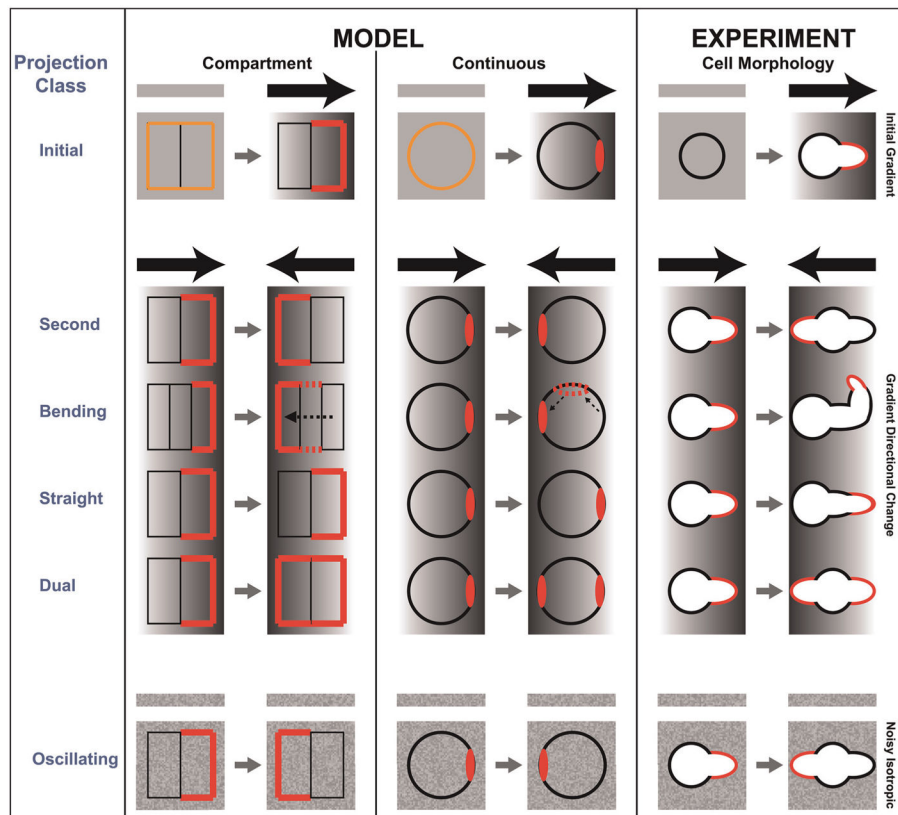 MODEL
EXPERIMENT
Projection
Class
Compartment
Continuous
Cell Morphology
Initial
Initial Gradient
Second
Bending
Straight
Dual
Gradient Directional Change
Oscillating
Noisy Isotropic